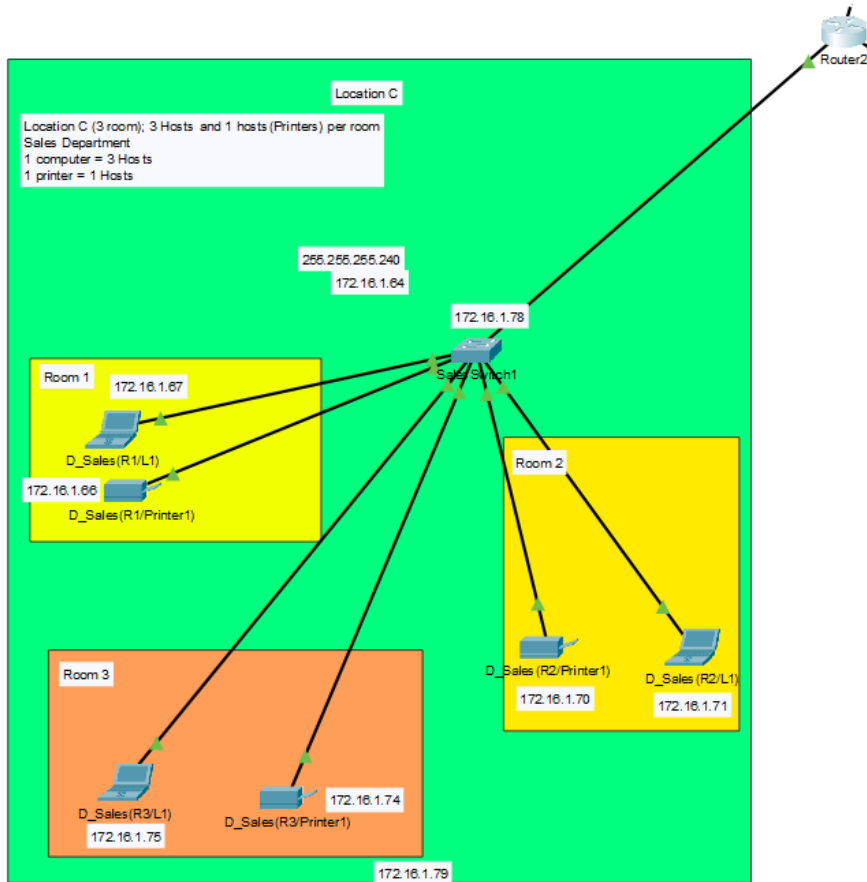 Router2
Location C
Location C (3 room); 3 Hosts and 1 hosts(Printers) per room
Sales Department
1 computer = 3 Hosts
1 printer = 1 Hosts
255.255.255.240
172.16.1.64
172.16.1.78
Sales Switch1
Room 1
172.16.1.67
D_Sales(R1/L1)
172.16.1.66
D_Sales(R1/Printer1)
Room 2
D_Sales(R2/Printer1)
D_Sales(R2/L1)
172.16.1.70
172.16.1.71
Room 3
172.16.1.74
D_Sales(R3/L1)
D_Sales(R3/Printer1)
172.16.1.75
172.16.1.79